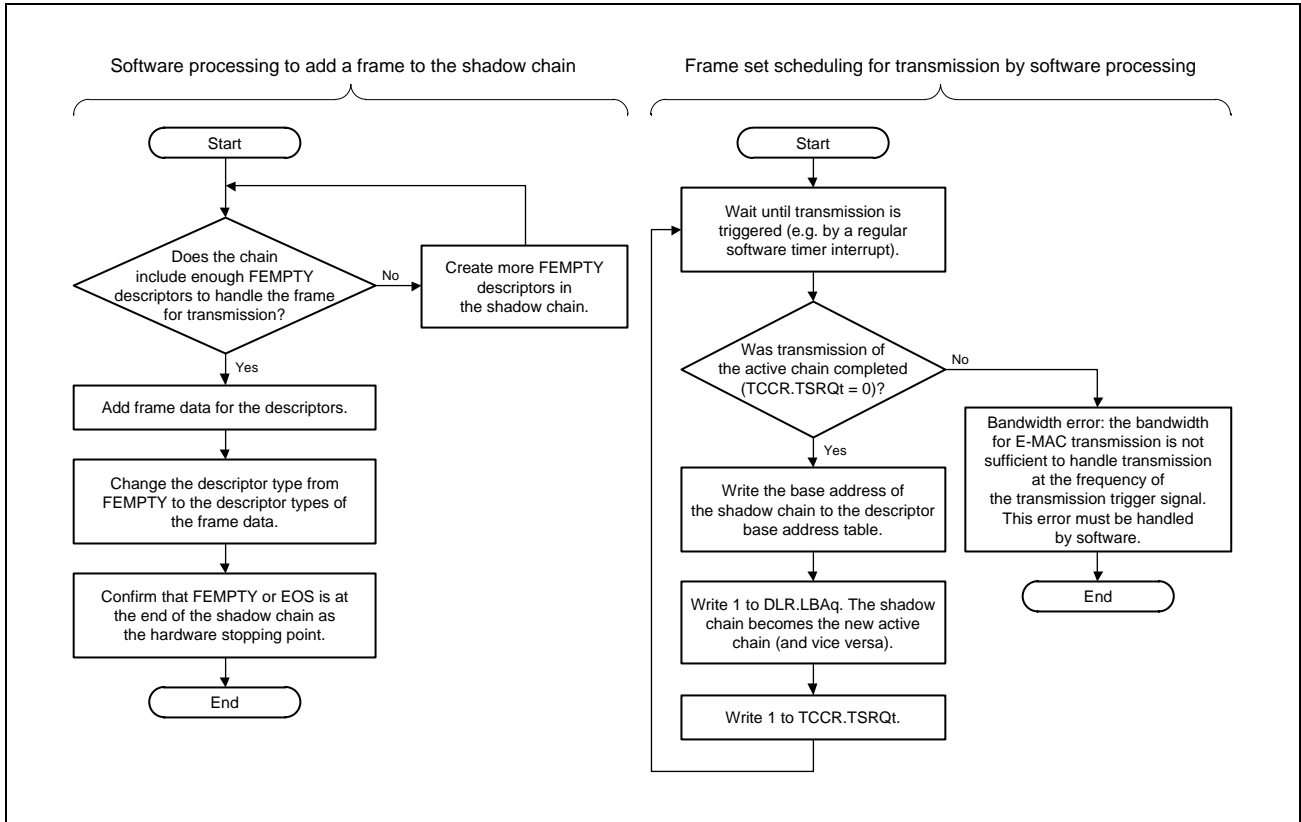 Software processing to add a frame to the shadow chain
Start
Does the chain
include enough FEMPTY
descriptors to handle the frame
for transmission?
No
Create more FEMPTY
descriptors in
the shadow chain.
Yes
Add frame data for the descriptors.
Change the descriptor type from
FEMPTY to the descriptor types of
the frame data.
Confirm that FEMPTY or EOS is at
the end of the shadow chain as
the hardware stopping point.
End
Frame set scheduling for transmission by software processing
Start
Wait until transmission is
triggered (e.g. by a regular
software timer interrupt).
Was transmission of
the active chain completed
(TCCR.TSRQt = 0)?
No
Bandwidth error: the bandwidth
for E-MAC transmission is not
sufficient to handle transmission
at the frequency of
the transmission trigger signal.
This error must be handled
by software.
End
Yes
Write the base address of
the shadow chain to the descriptor
base address table.
Write 1 to DLR.LBAq. The shadow
chain becomes the new active
chain (and vice versa).
Write 1 to TCCR.TSRQt.